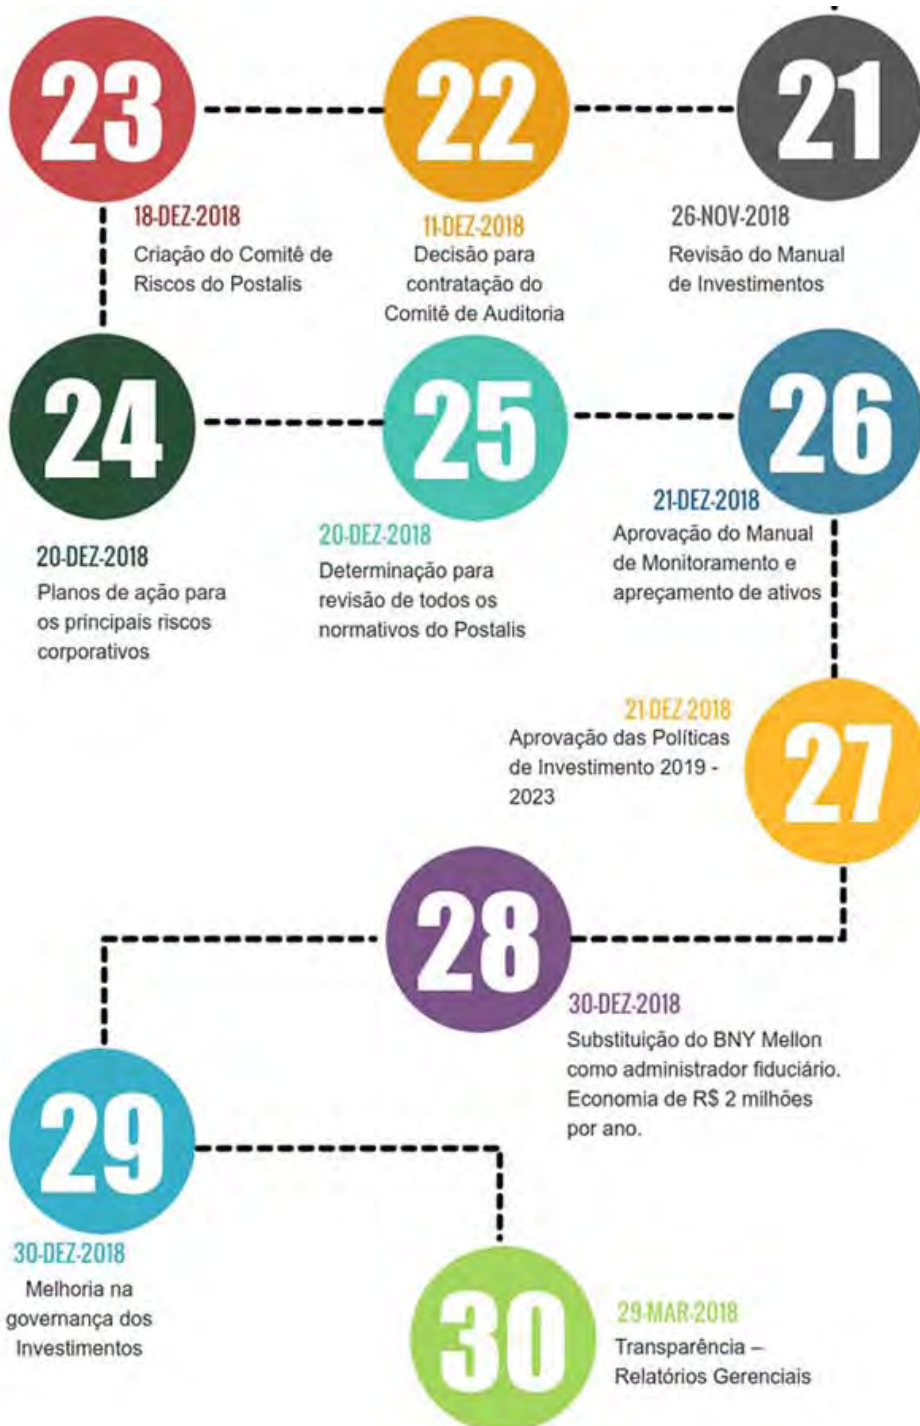 23
22
21
18-DEZ-2018
Criação do Comitê de
Riscos do Postalis
11-DEZ-2018
Decisão para
contratação do
Comitê de Auditoria
26-NOV-2018
Revisão do Manual
de Investimentos
24
25
26
20-DEZ-2018
Planos de ação para
os principais riscos
corporativos
20-DEZ-2018
Determinação para
revisão de todos os
normativos do Postalis
21-DEZ-2018
Aprovação do Manual
de Monitoramento e
apreçamento de ativos
27
21-DEZ-2018
Aprovação das Políticas
de Investimento 2019 -
2023
28
30-DEZ-2018
Substituição do BNY Mellon
como administrador fiduciário.
Economia de R$ 2 milhões
por ano.
29
30-DEZ-2018
Melhoria na
governança dos
Investimentos
30
29-MAR-2018
Transparência –
Relatórios Gerenciais